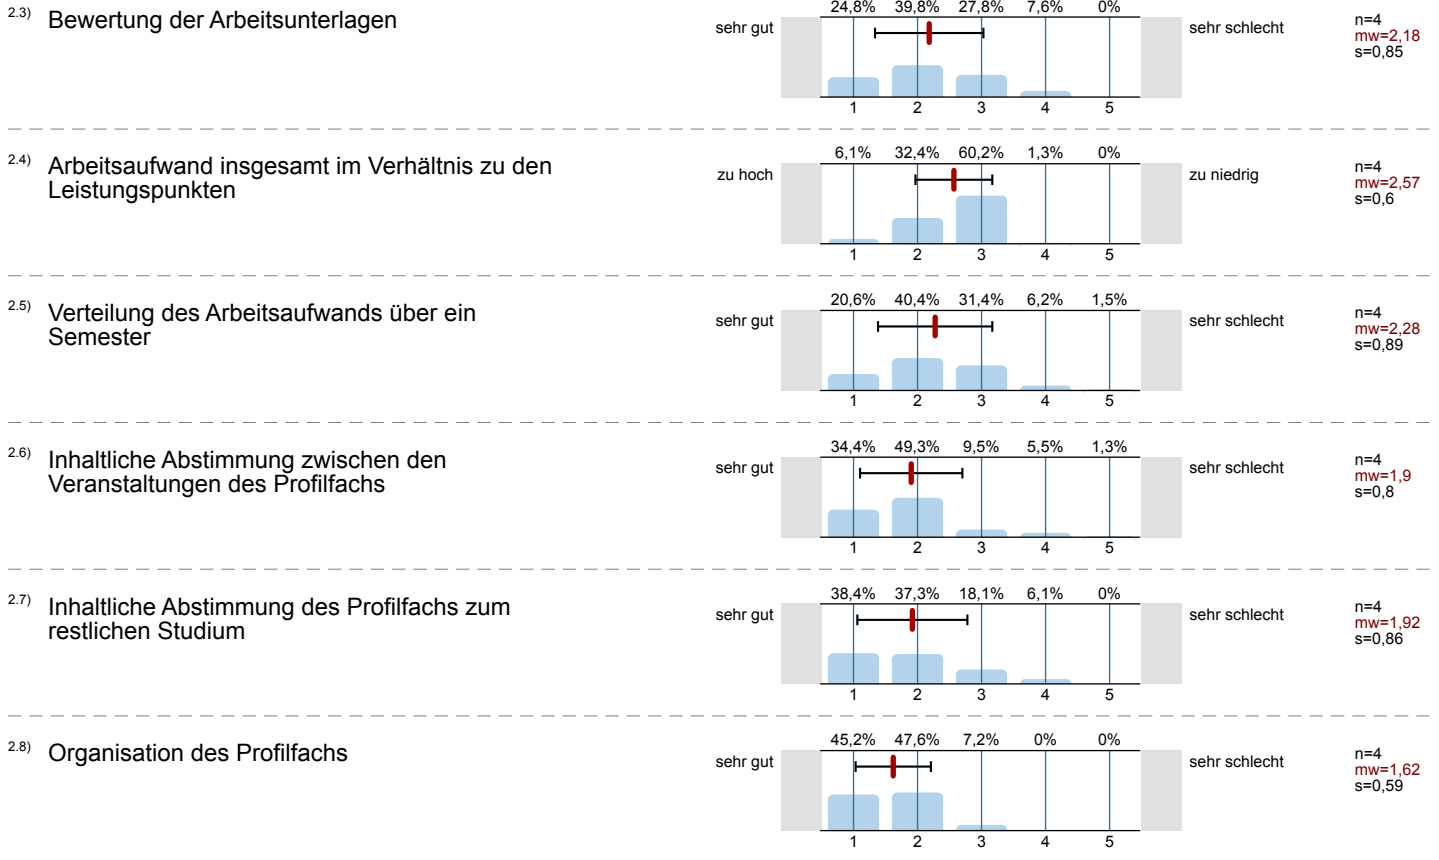 2.3) Bewertung der Arbeitsunterlagen
24,8% 39,8% 27,8% 7,6% 0%
sehr gut
sehr schlecht
n=4
mw=2,18
s=0,85
1 2 3 4 5
2.4) Arbeitsaufwand insgesamt im Verhältnis zu den
Leistungspunkten
6,1% 32,4% 60,2% 1,3% 0%
zu hoch
zu niedrig
n=4
mw=2,57
s=0,6
1 2 3 4 5
2.5) Verteilung des Arbeitsaufwands über ein
Semester
20,6% 40,4% 31,4% 6,2% 1,5%
sehr gut
sehr schlecht
n=4
mw=2,28
s=0,89
1 2 3 4 5
2.6) Inhaltliche Abstimmung zwischen den
Veranstaltungen des Profilfachs
34,4% 49,3% 9,5% 5,5% 1,3%
sehr gut
sehr schlecht
n=4
mw=1,9
s=0,8
1 2 3 4 5
2.7) Inhaltliche Abstimmung des Profilfachs zum
restlichen Studium
38,4% 37,3% 18,1% 6,1% 0%
sehr gut
sehr schlecht
n=4
mw=1,92
s=0,86
1 2 3 4 5
2.8) Organisation des Profilfachs
45,2% 47,6% 7,2% 0% 0%
sehr gut
sehr schlecht
n=4
mw=1,62
s=0,59
1 2 3 4 5